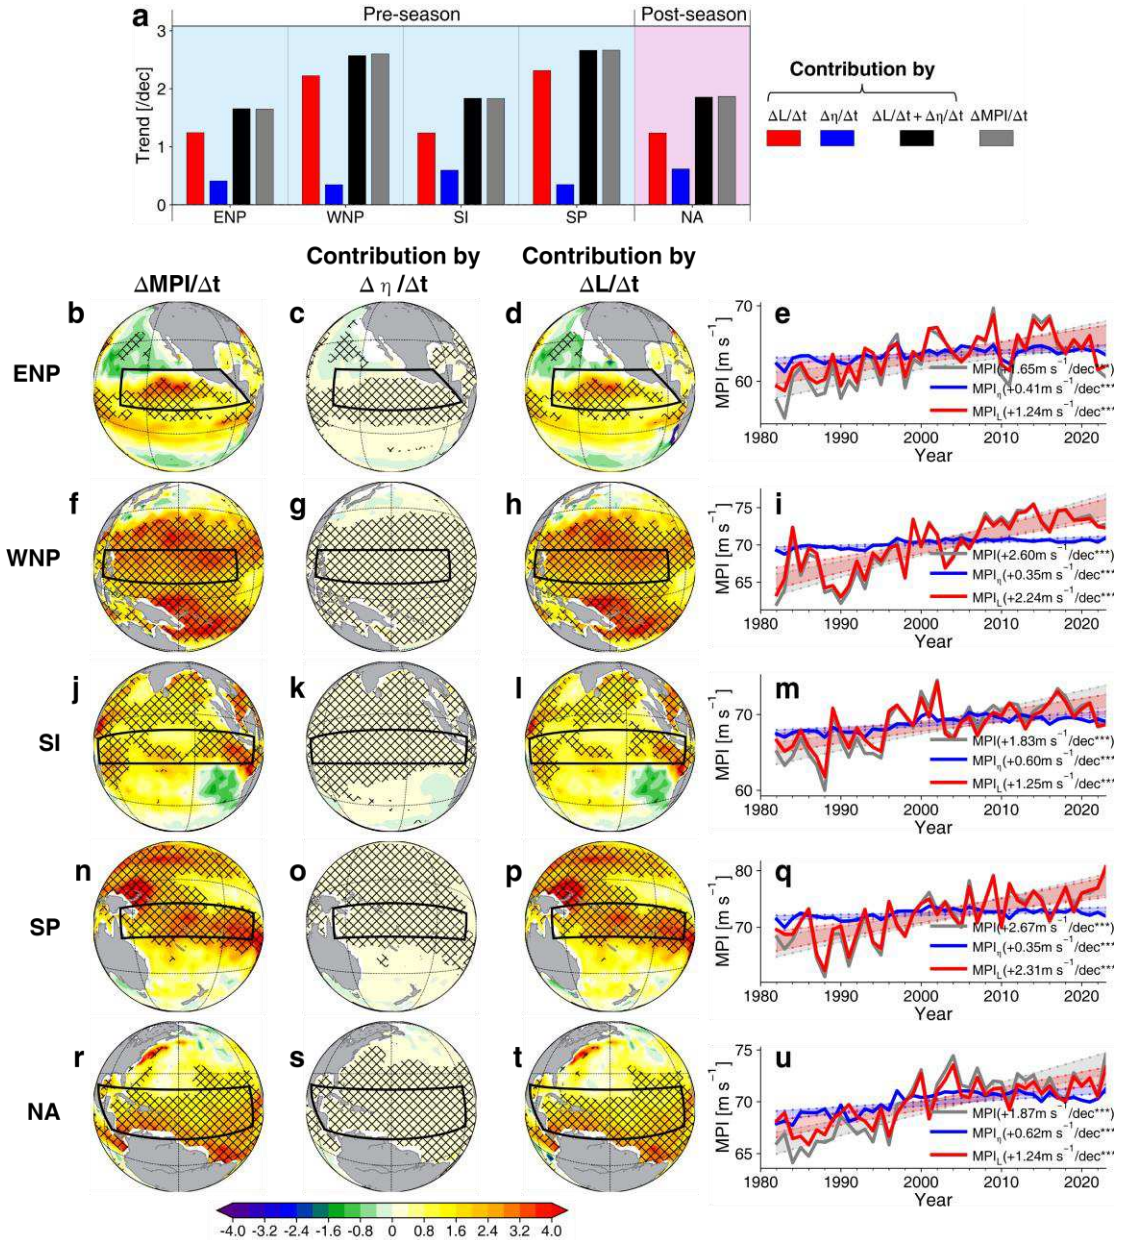 a
Pre-season
Post-season
Trend [/dec]
3
2
1
0
ENP
WNP
SI
SP
NA
Contribution by
ΔL/Δt
Δη/Δt
ΔL/Δt + Δη/Δt
ΔMPI/Δt
ΔMPI/Δt
Contribution by
Δ η /Δt
Contribution by
ΔL/Δt
ENP
b
c
d
e
MPI [m s⁻¹]
70
60
MPI(+1.65m s⁻¹/dec***)
MPIη(+0.41m s⁻¹/dec***
MPI_L(+1.24m s⁻¹/dec***
1980 1990 2000 2010 2020
Year
WNP
f
g
h
i
MPI [m s⁻¹]
75
70
65
MPI(+2.60m s⁻¹/dec***)
MPIη(+0.35m s⁻¹/dec***
MPI_L(+2.24m s⁻¹/dec***
1980 1990 2000 2010 2020
Year
SI
j
k
l
m
MPI [m s⁻¹]
70
60
MPI(+1.83m s⁻¹/dec***)
MPIη(+0.60m s⁻¹/dec***
MPI_L(+1.25m s⁻¹/dec***
1980 1990 2000 2010 2020
Year
SP
n
o
p
q
MPI [m s⁻¹]
80
70
MPI(+2.67m s⁻¹/dec***)
MPIη(+0.35m s⁻¹/dec***
MPI_L(+2.31m s⁻¹/dec***
1980 1990 2000 2010 2020
Year
NA
r
s
t
u
MPI [m s⁻¹]
75
70
65
MPI(+1.87m s⁻¹/dec***)
MPIη(+0.62m s⁻¹/dec***
MPI_L(+1.24m s⁻¹/dec***
1980 1990 2000 2010 2020
Year
-4.0 -3.2 -2.4 -1.6 -0.8 0 0.8 1.6 2.4 3.2 4.0